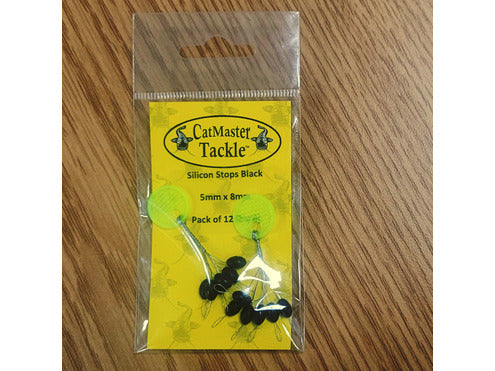 CatMaster
Tackle™
Silicon Stops Black
5mm x 8mm
Pack of 12